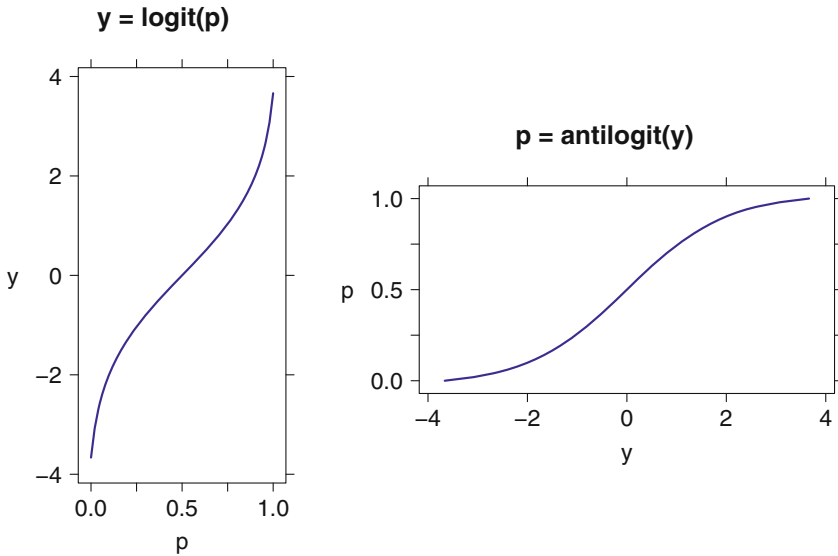 y = logit(p)
4
2
0
−2
−4
y
0.0 0.5 1.0
p
p = antilogit(y)
1.0
0.5
0.0
p
−4 −2 0 2 4
y